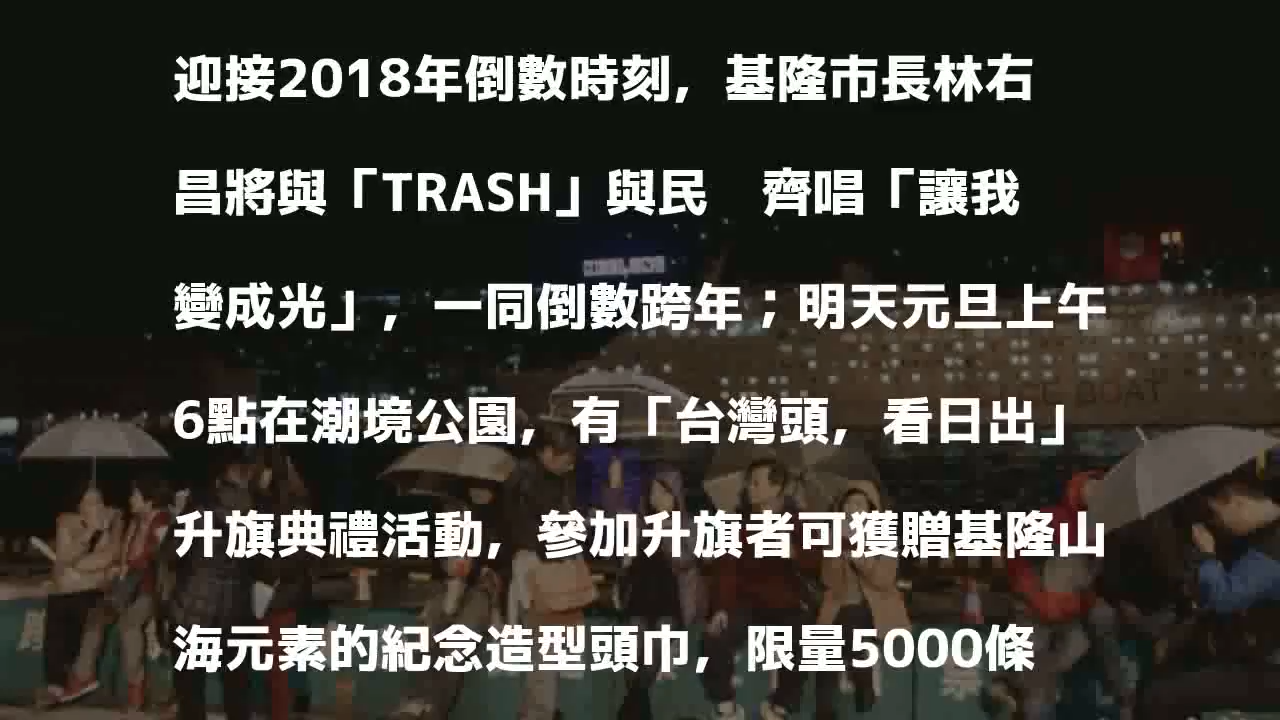 迎接2018年倒數時刻，基隆市長林右
昌將與「TRASH」與民　齊唱「讓我
變成光」，一同倒數跨年；明天元旦上午
6點在潮境公園，有「台灣頭，看日出」
升旗典禮活動，參加升旗者可獲贈基隆山
海元素的紀念造型頭巾，限量5000條
BOAT